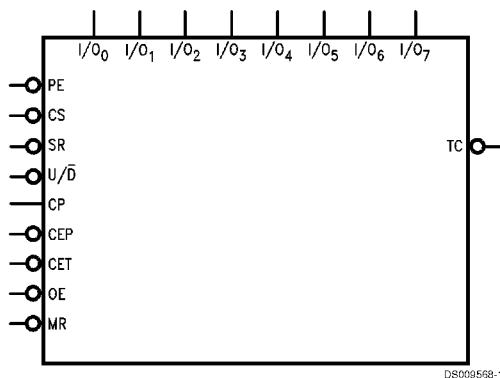 I/O₀ I/O₁ I/O₂ I/O₃ I/O₄ I/O₅ I/O₆ I/O₇
PE
CS
SR TC
U/D̅
CP
CEP
CET
OE
MR